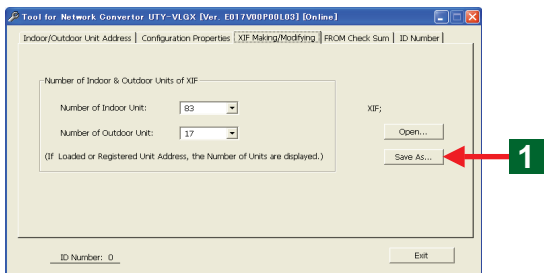 Tool for Network Convertor UTY-VLGX [Ver. E017V00P00L03] [Online]
Indoor/Outdoor Unit Address Configuration Properties XIF Making/Modifying FROM Check Sum ID Number
Number of Indoor & Outdoor Units of XIF
Number of Indoor Unit: 83 XIF;
Number of Outdoor Unit: 17 Open...
(If Loaded or Registered Unit Address, the Number of Units are displayed.) Save As... 1
ID Number: 0 Exit